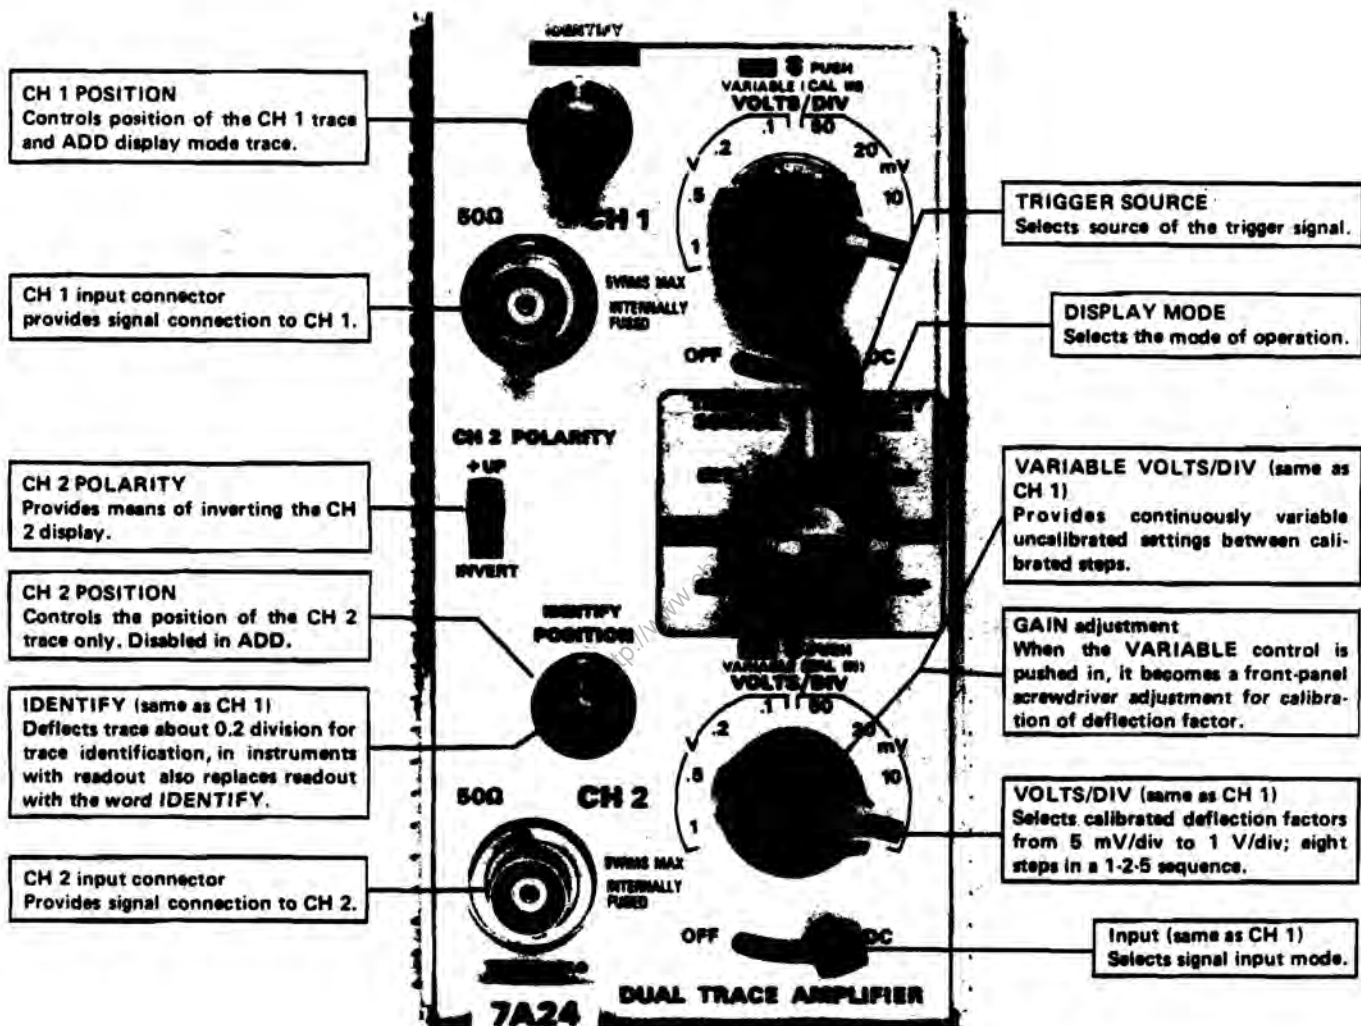 CH 1 POSITION
Controls position of the CH 1 trace
and ADD display mode trace.
CH 1 input connector
provides signal connection to CH 1.
CH 2 POLARITY
Provides means of inverting the CH
2 display.
CH 2 POSITION
Controls the position of the CH 2
trace only. Disabled in ADD.
IDENTIFY (same as CH 1)
Deflects trace about 0.2 division for
trace identification, in instruments
with readout also replaces readout
with the word IDENTIFY.
CH 2 input connector
Provides signal connection to CH 2.
IDENTIFY
PUSH
VARIABLE (CAL IN)
VOLTS/DIV
.1 50
.2 20
V mV
.5 10
1
50Ω
CH 1
5VRMS MAX
INTERNALLY
FUSED
OFF DC
CH 2 POLARITY
+ UP
INVERT
IDENTIFY
POSITION
PUSH
VARIABLE (CAL IN)
VOLTS/DIV
.1 50
.2 20
V mV
.5 10
1
50Ω CH 2
5VRMS MAX
INTERNALLY
FUSED
OFF DC
7A24
DUAL TRACE AMPLIFIER
TRIGGER SOURCE
Selects source of the trigger signal.
DISPLAY MODE
Selects the mode of operation.
VARIABLE VOLTS/DIV (same as
CH 1)
Provides continuously variable
uncalibrated settings between cali-
brated steps.
GAIN adjustment
When the VARIABLE control is
pushed in, it becomes a front-panel
screwdriver adjustment for calibra-
tion of deflection factor.
VOLTS/DIV (same as CH 1)
Selects calibrated deflection factors
from 5 mV/div to 1 V/div; eight
steps in a 1-2-5 sequence.
Input (same as CH 1)
Selects signal input mode.